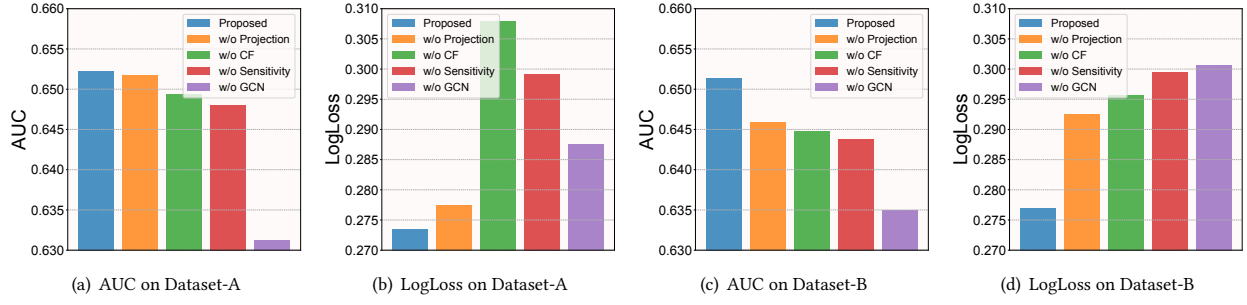 0.660
0.655
0.650
0.645
0.640
0.635
0.630
AUC
Proposed
w/o Projection
w/o CF
w/o Sensitivity
w/o GCN
(a) AUC on Dataset-A
0.310
0.305
0.300
0.295
0.290
0.285
0.280
0.275
0.270
LogLoss
Proposed
w/o Projection
w/o CF
w/o Sensitivity
w/o GCN
(b) LogLoss on Dataset-A
0.660
0.655
0.650
0.645
0.640
0.635
0.630
AUC
Proposed
w/o Projection
w/o CF
w/o Sensitivity
w/o GCN
(c) AUC on Dataset-B
0.310
0.305
0.300
0.295
0.290
0.285
0.280
0.275
0.270
LogLoss
Proposed
w/o Projection
w/o CF
w/o Sensitivity
w/o GCN
(d) LogLoss on Dataset-B